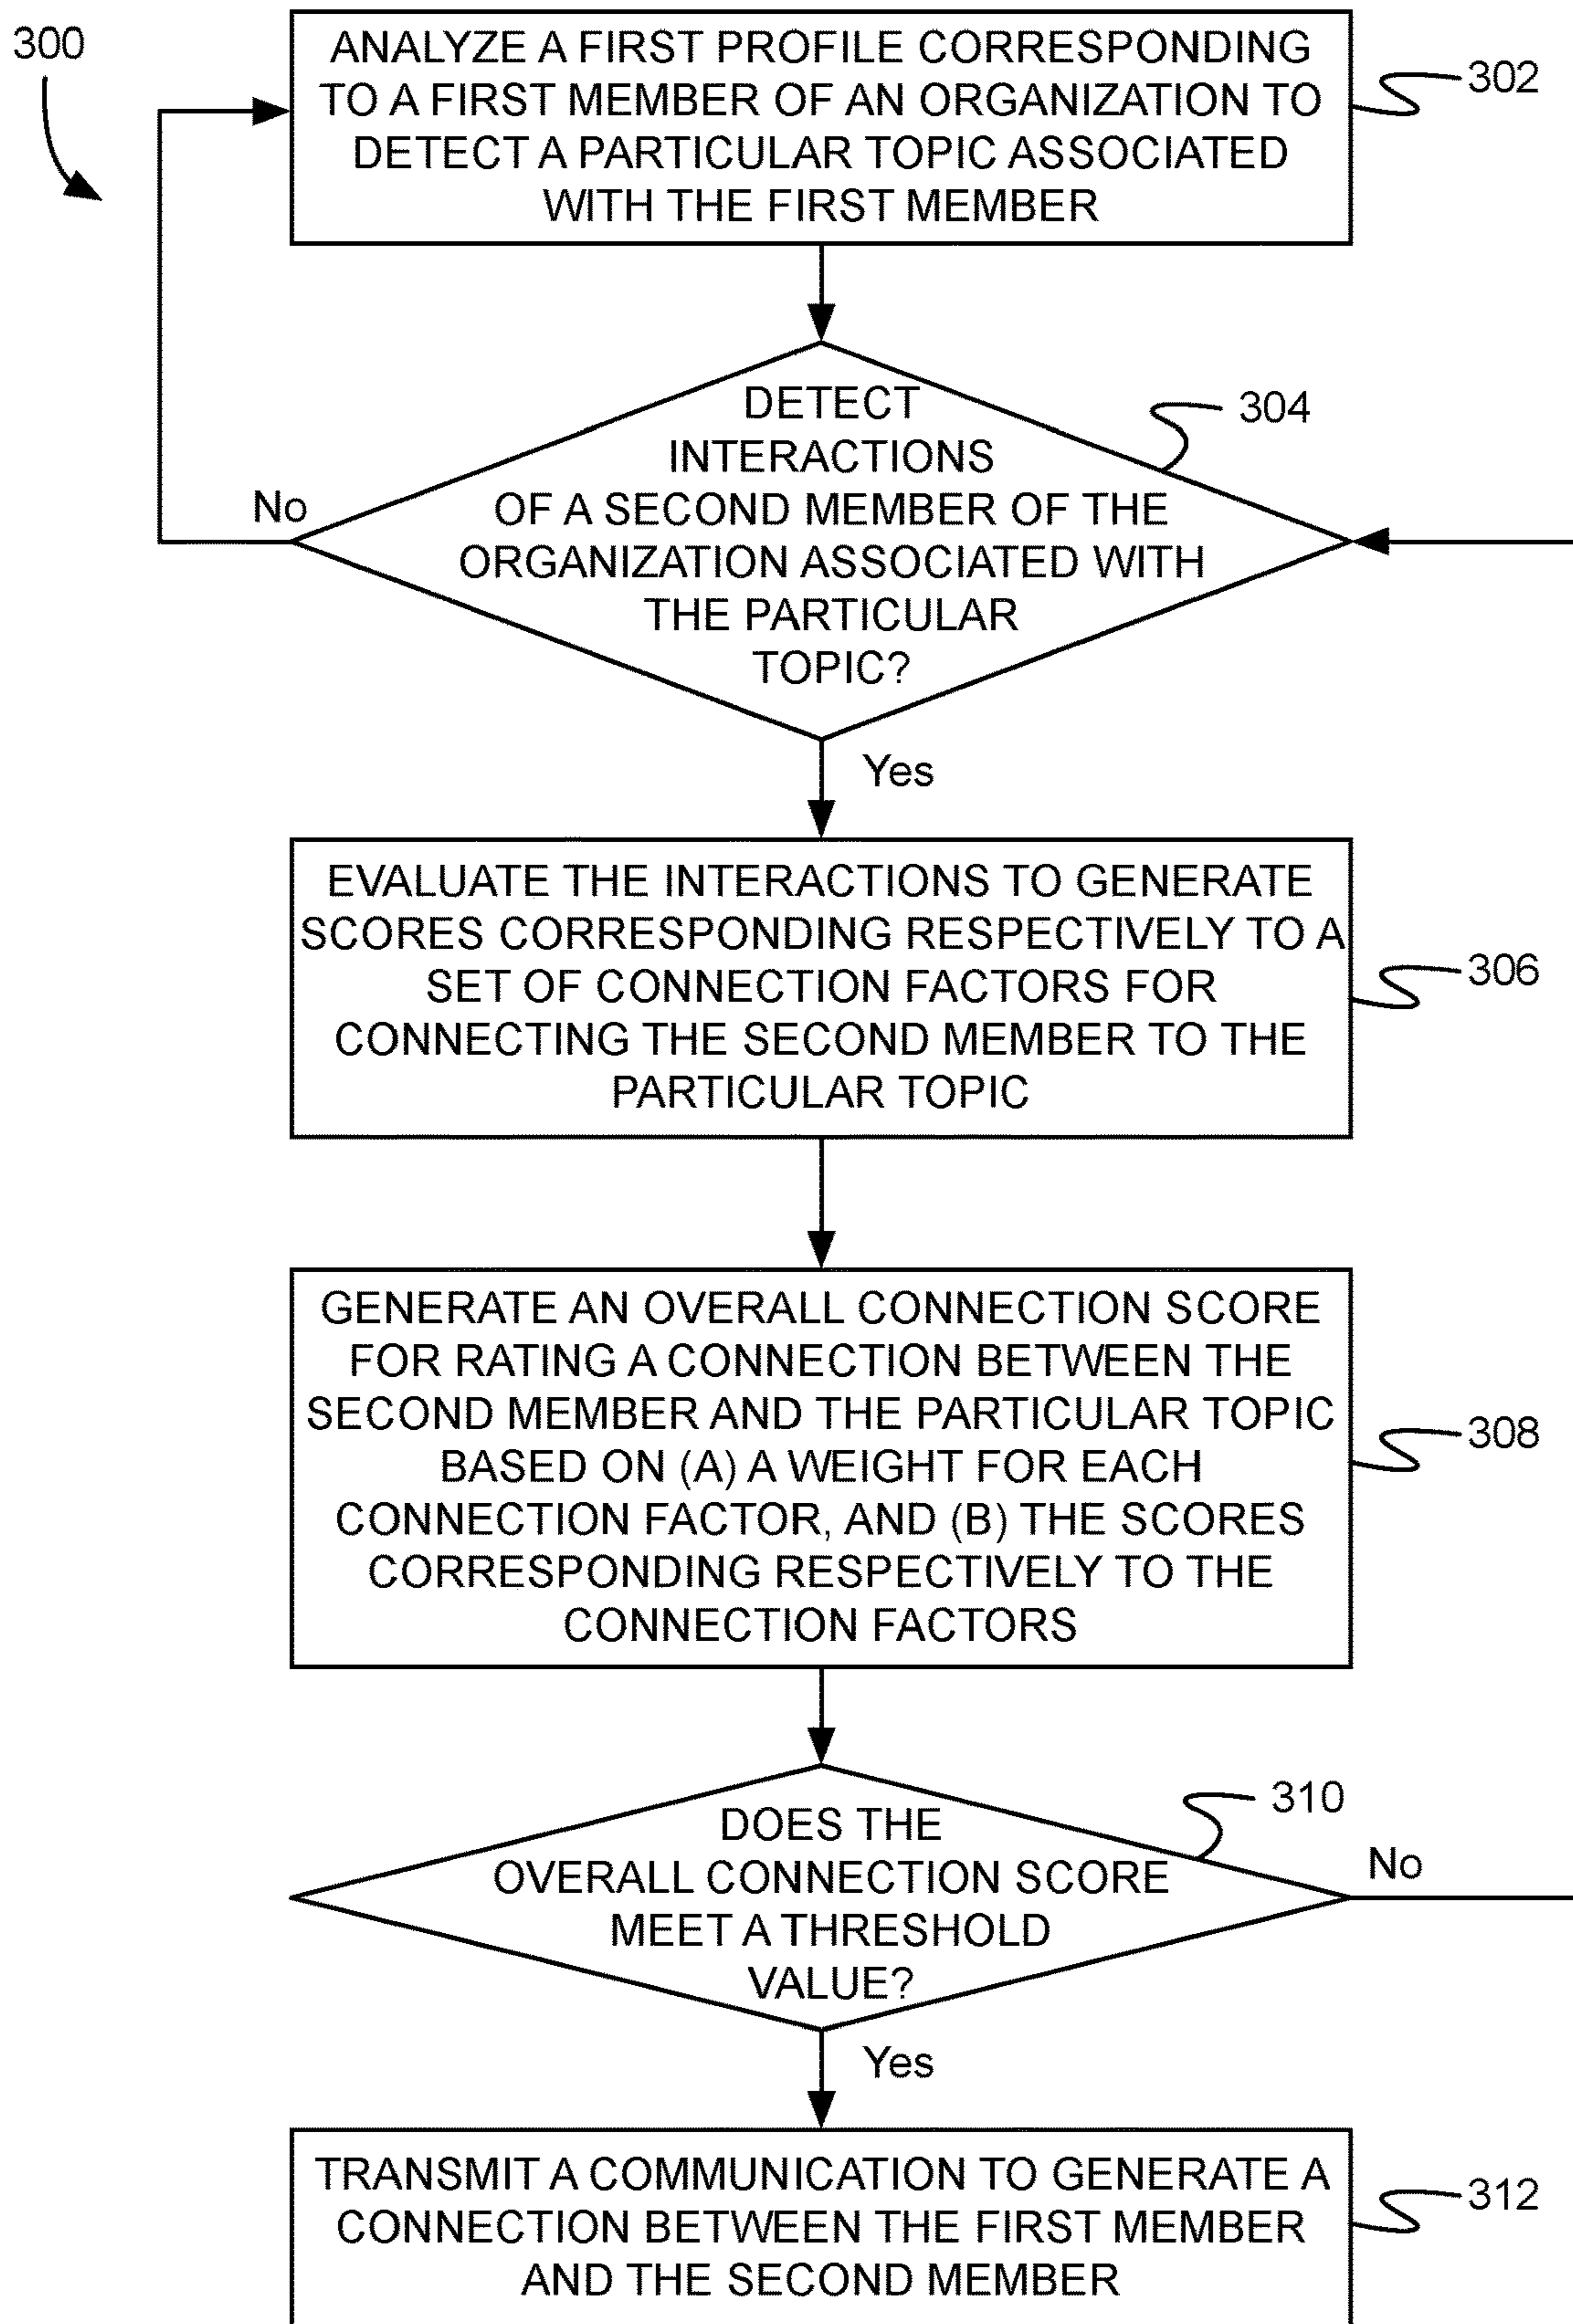 300
ANALYZE A FIRST PROFILE CORRESPONDING
TO A FIRST MEMBER OF AN ORGANIZATION TO
DETECT A PARTICULAR TOPIC ASSOCIATED
WITH THE FIRST MEMBER
302
DETECT
INTERACTIONS
OF A SECOND MEMBER OF THE
ORGANIZATION ASSOCIATED WITH
THE PARTICULAR
TOPIC?
304
No
Yes
EVALUATE THE INTERACTIONS TO GENERATE
SCORES CORRESPONDING RESPECTIVELY TO A
SET OF CONNECTION FACTORS FOR
CONNECTING THE SECOND MEMBER TO THE
PARTICULAR TOPIC
306
GENERATE AN OVERALL CONNECTION SCORE
FOR RATING A CONNECTION BETWEEN THE
SECOND MEMBER AND THE PARTICULAR TOPIC
BASED ON (A) A WEIGHT FOR EACH
CONNECTION FACTOR, AND (B) THE SCORES
CORRESPONDING RESPECTIVELY TO THE
CONNECTION FACTORS
308
DOES THE
OVERALL CONNECTION SCORE
MEET A THRESHOLD
VALUE?
310
No
Yes
TRANSMIT A COMMUNICATION TO GENERATE A
CONNECTION BETWEEN THE FIRST MEMBER
AND THE SECOND MEMBER
312